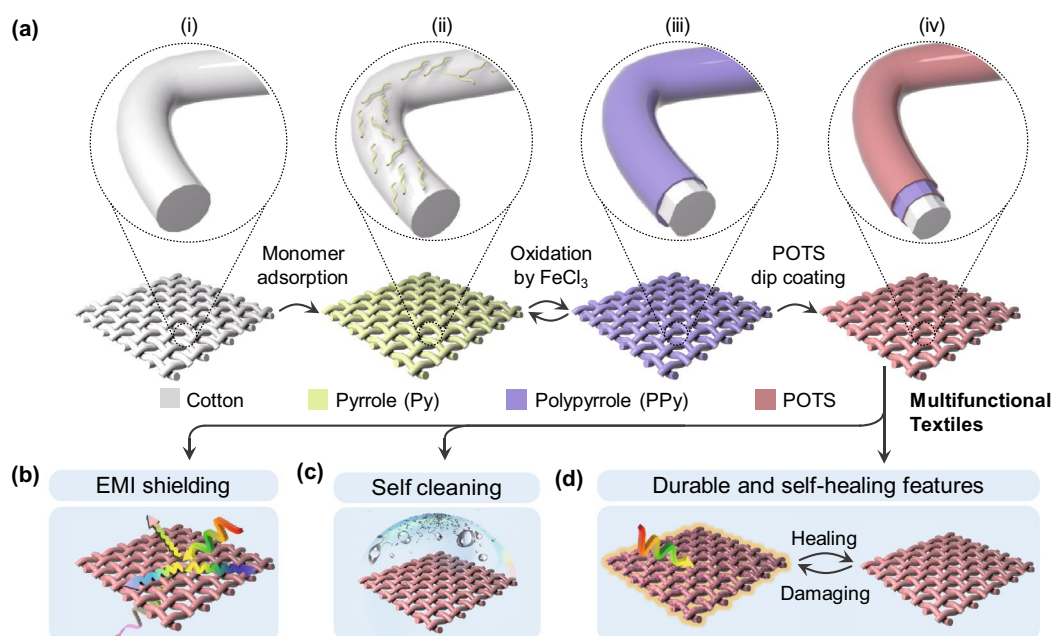 (a)
(i)
(ii)
(iii)
(iv)
Monomer
adsorption
Oxidation
by FeCl₃
POTS
dip coating
Cotton
Pyrrole (Py)
Polypyrrole (PPy)
POTS
Multifunctional
Textiles
(b)
EMI shielding
(c)
Self cleaning
(d)
Durable and self-healing features
Healing
Damaging